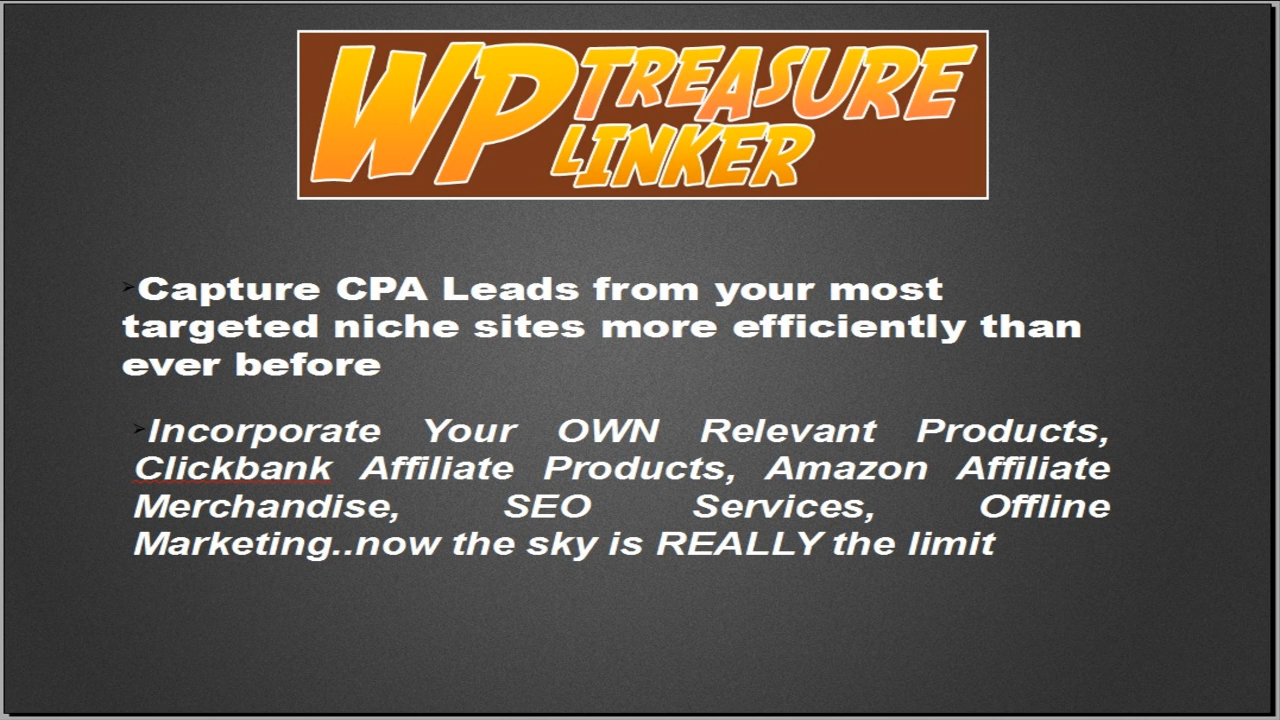 WP TREASURE
LINKER
➢Capture CPA Leads from your most
targeted niche sites more efficiently than
ever before
➢Incorporate Your OWN Relevant Products,
Clickbank Affiliate Products, Amazon Affiliate
Merchandise, SEO Services, Offline
Marketing..now the sky is REALLY the limit